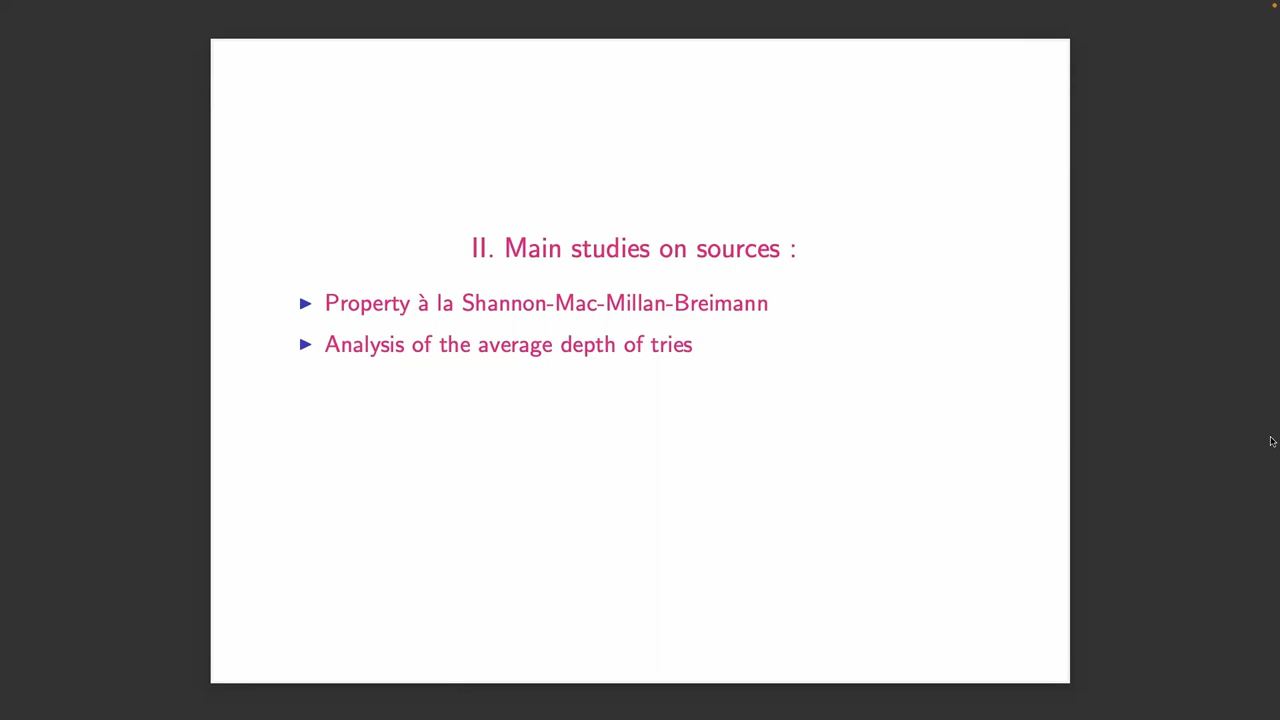 II. Main studies on sources :
▶ Property à la Shannon-Mac-Millan-Breimann
▶ Analysis of the average depth of tries